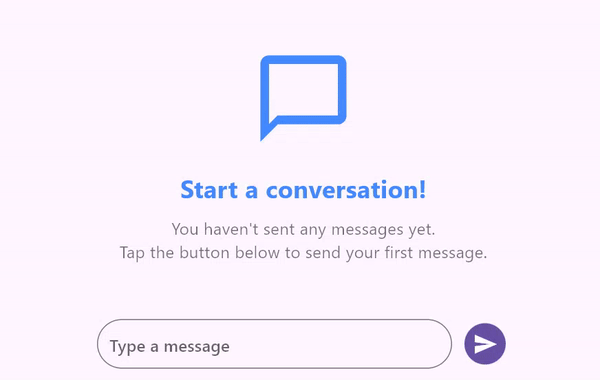 Start a conversation!
You haven't sent any messages yet.
Tap the button below to send your first message.
Type a message